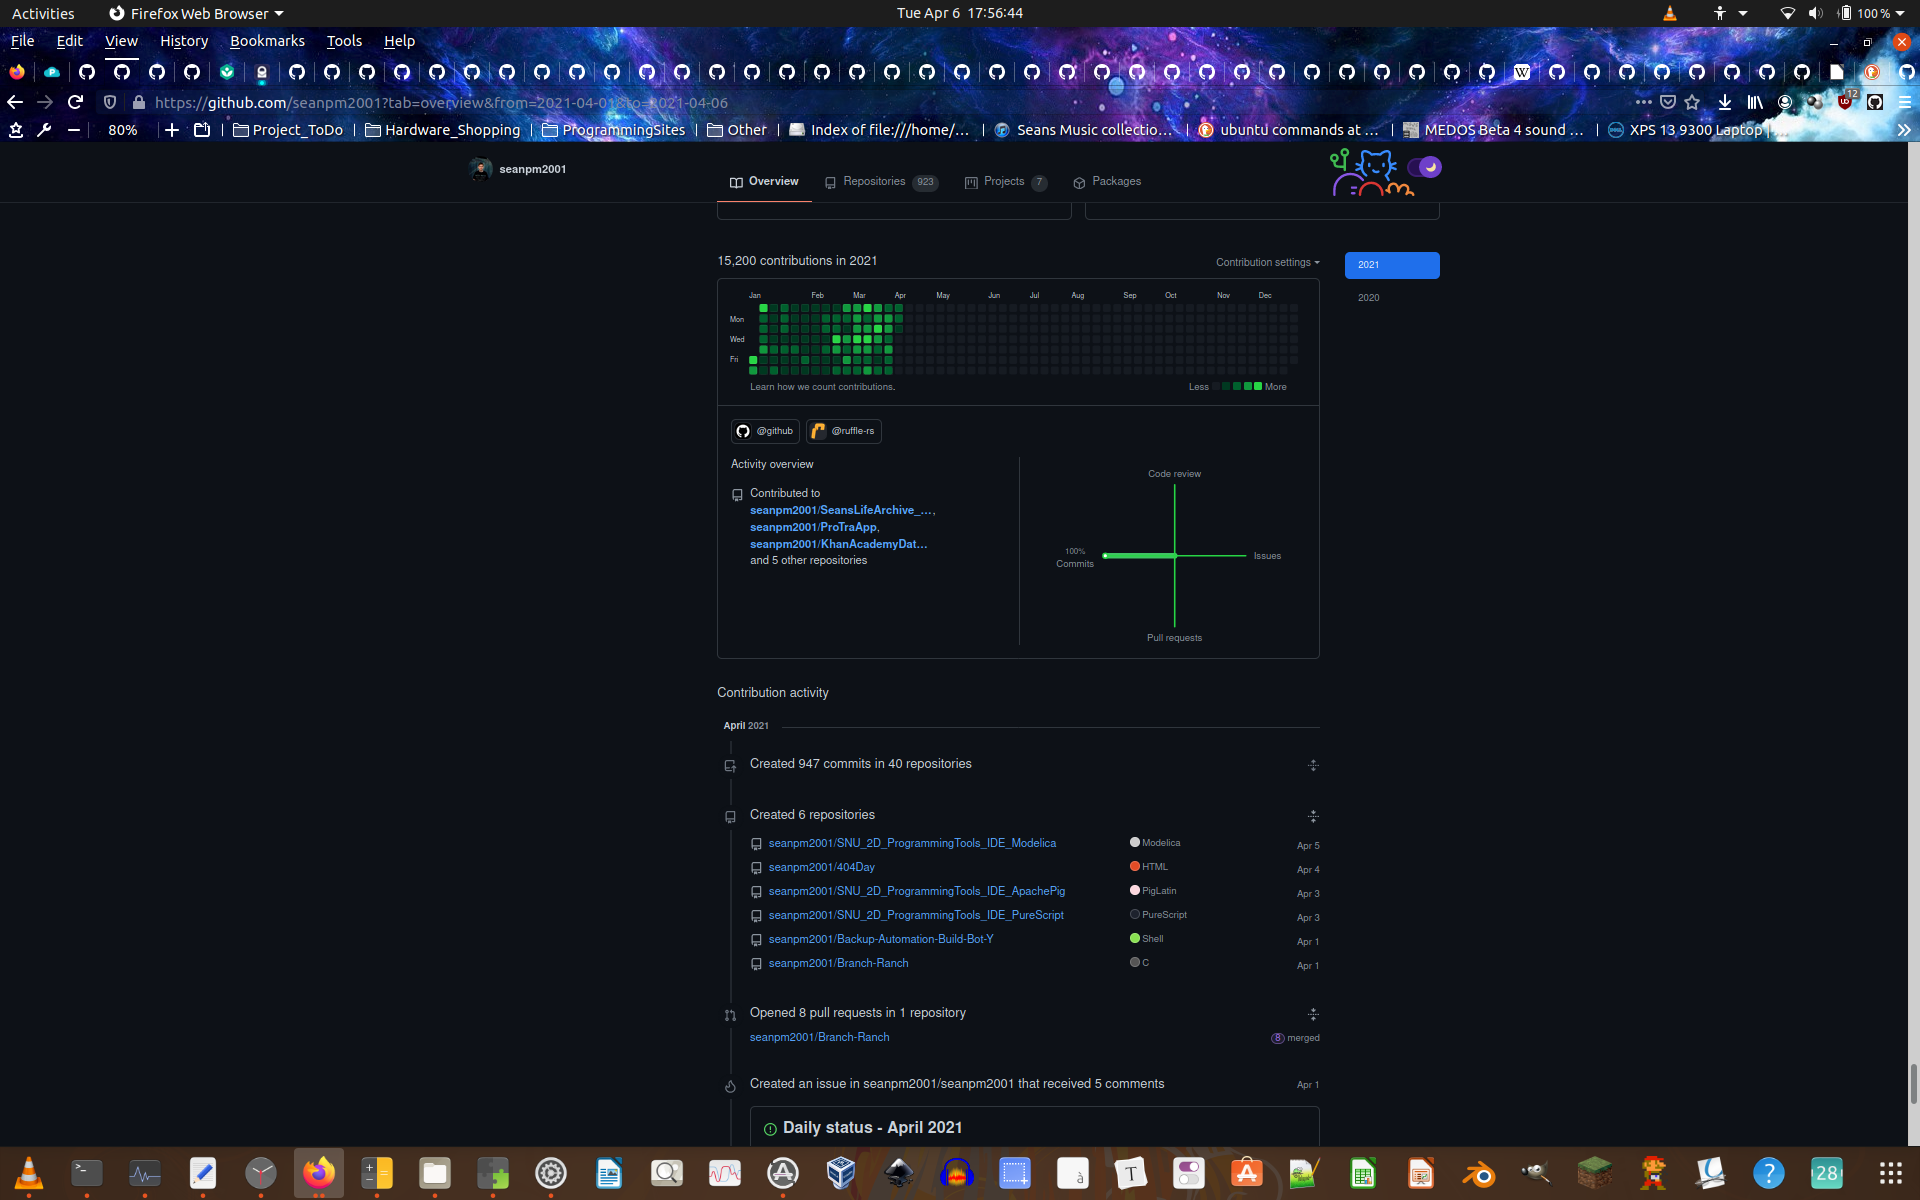 Activities Firefox Web Browser Tue Apr 6 17:56:44 100 %
File Edit View History Bookmarks Tools Help
https://github.com/seanpm2001?tab=overview&from=2021-04-01&to=2021-04-06 12
80% Project_ToDo Hardware_Shopping ProgrammingSites Other Index of file:///home/... Seans Music collectio... ubuntu commands at ... MEDOS Beta 4 sound ... XPS 13 9300 Laptop | ...
seanpm2001 Overview Repositories 923 Projects 7 Packages
15,200 contributions in 2021 Contribution settings 2021
2020
Jan Feb Mar Apr May Jun Jul Aug Sep Oct Nov Dec
Mon
Wed
Fri
Learn how we count contributions. Less More
@github @ruffle-rs
Activity overview
Contributed to
seanpm2001/SeansLifeArchive_...,
seanpm2001/ProTraApp,
seanpm2001/KhanAcademyDat...
and 5 other repositories
Code review
100%
Commits
Issues
Pull requests
Contribution activity
April 2021
Created 947 commits in 40 repositories
Created 6 repositories
seanpm2001/SNU_2D_ProgrammingTools_IDE_Modelica Modelica Apr 5
seanpm2001/404Day HTML Apr 4
seanpm2001/SNU_2D_ProgrammingTools_IDE_ApachePig PigLatin Apr 3
seanpm2001/SNU_2D_ProgrammingTools_IDE_PureScript PureScript Apr 3
seanpm2001/Backup-Automation-Build-Bot-Y Shell Apr 1
seanpm2001/Branch-Ranch C Apr 1
Opened 8 pull requests in 1 repository
seanpm2001/Branch-Ranch 8 merged
Created an issue in seanpm2001/seanpm2001 that received 5 comments Apr 1
Daily status - April 2021
28